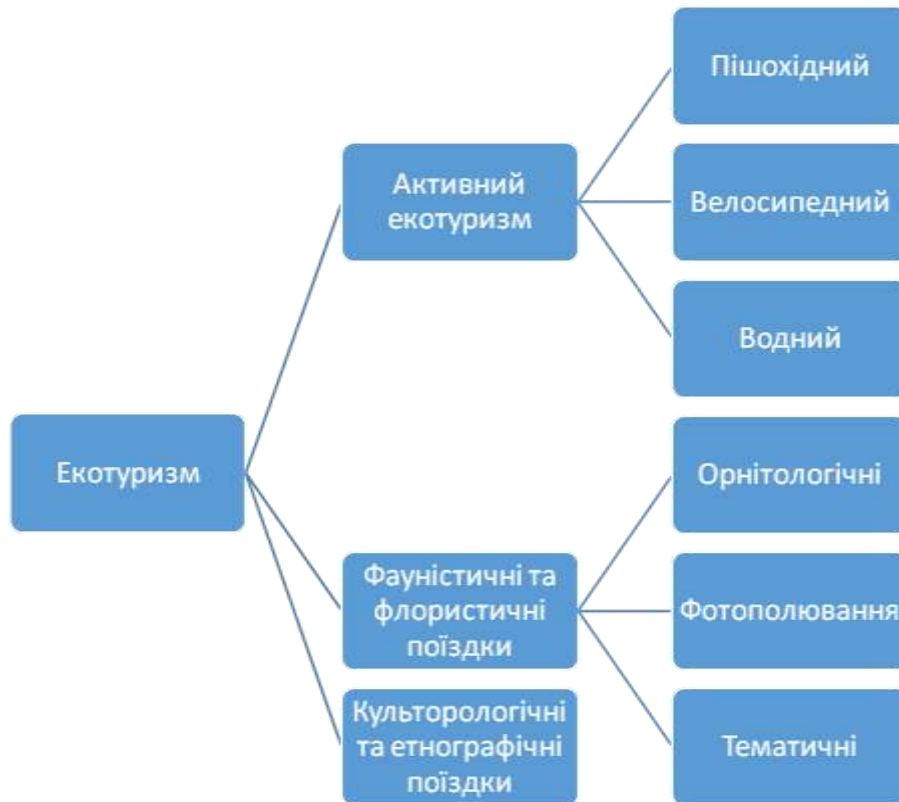 Екотуризм
Активний
екотуризм
Пішохідний
Велосипедний
Водний
Фауністичні та
флористичні
поїздки
Орнітологічні
Фотополювання
Тематичні
Культорологічні
та етнографічні
поїздки